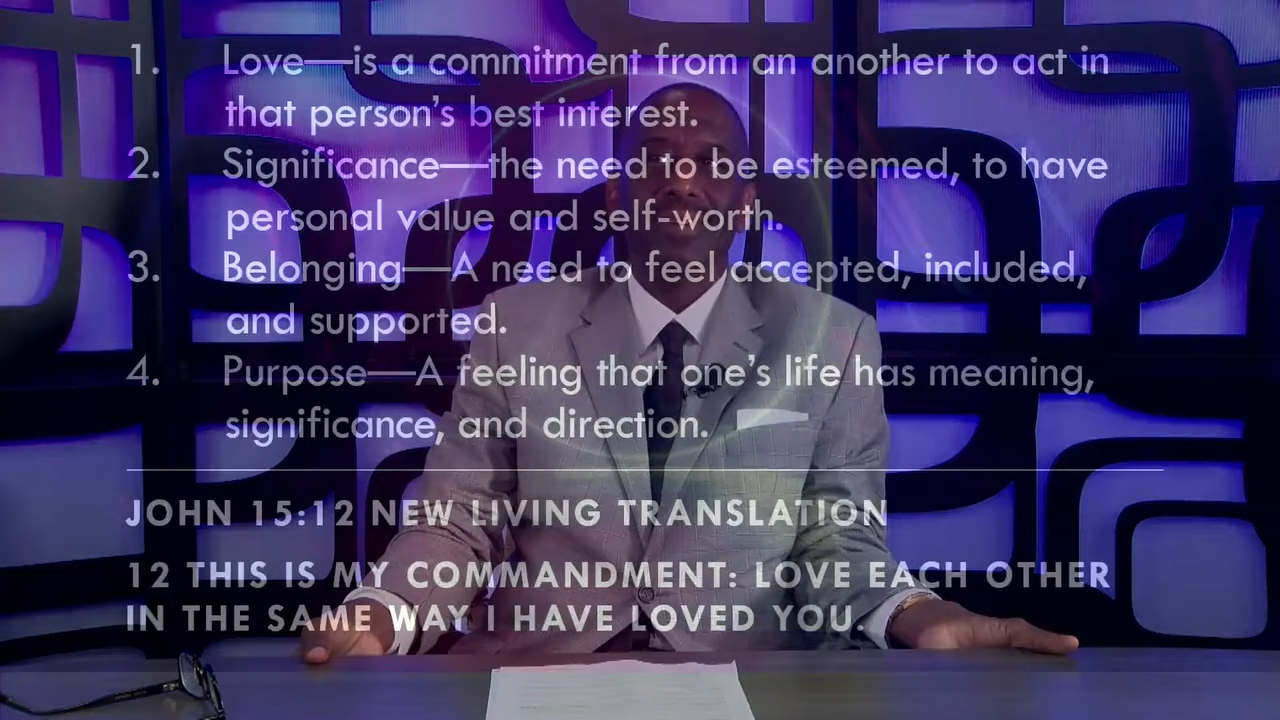 1. Love—is a commitment from an another to act in
that person's best interest.
2. Significance—the need to be esteemed, to have
personal value and self-worth.
3. Belonging—A need to feel accepted, included,
and supported.
4. Purpose—A feeling that one's life has meaning,
significance, and direction.
JOHN 15:12 NEW LIVING TRANSLATION
12 THIS IS MY COMMANDMENT: LOVE EACH OTHER
IN THE SAME WAY I HAVE LOVED YOU.